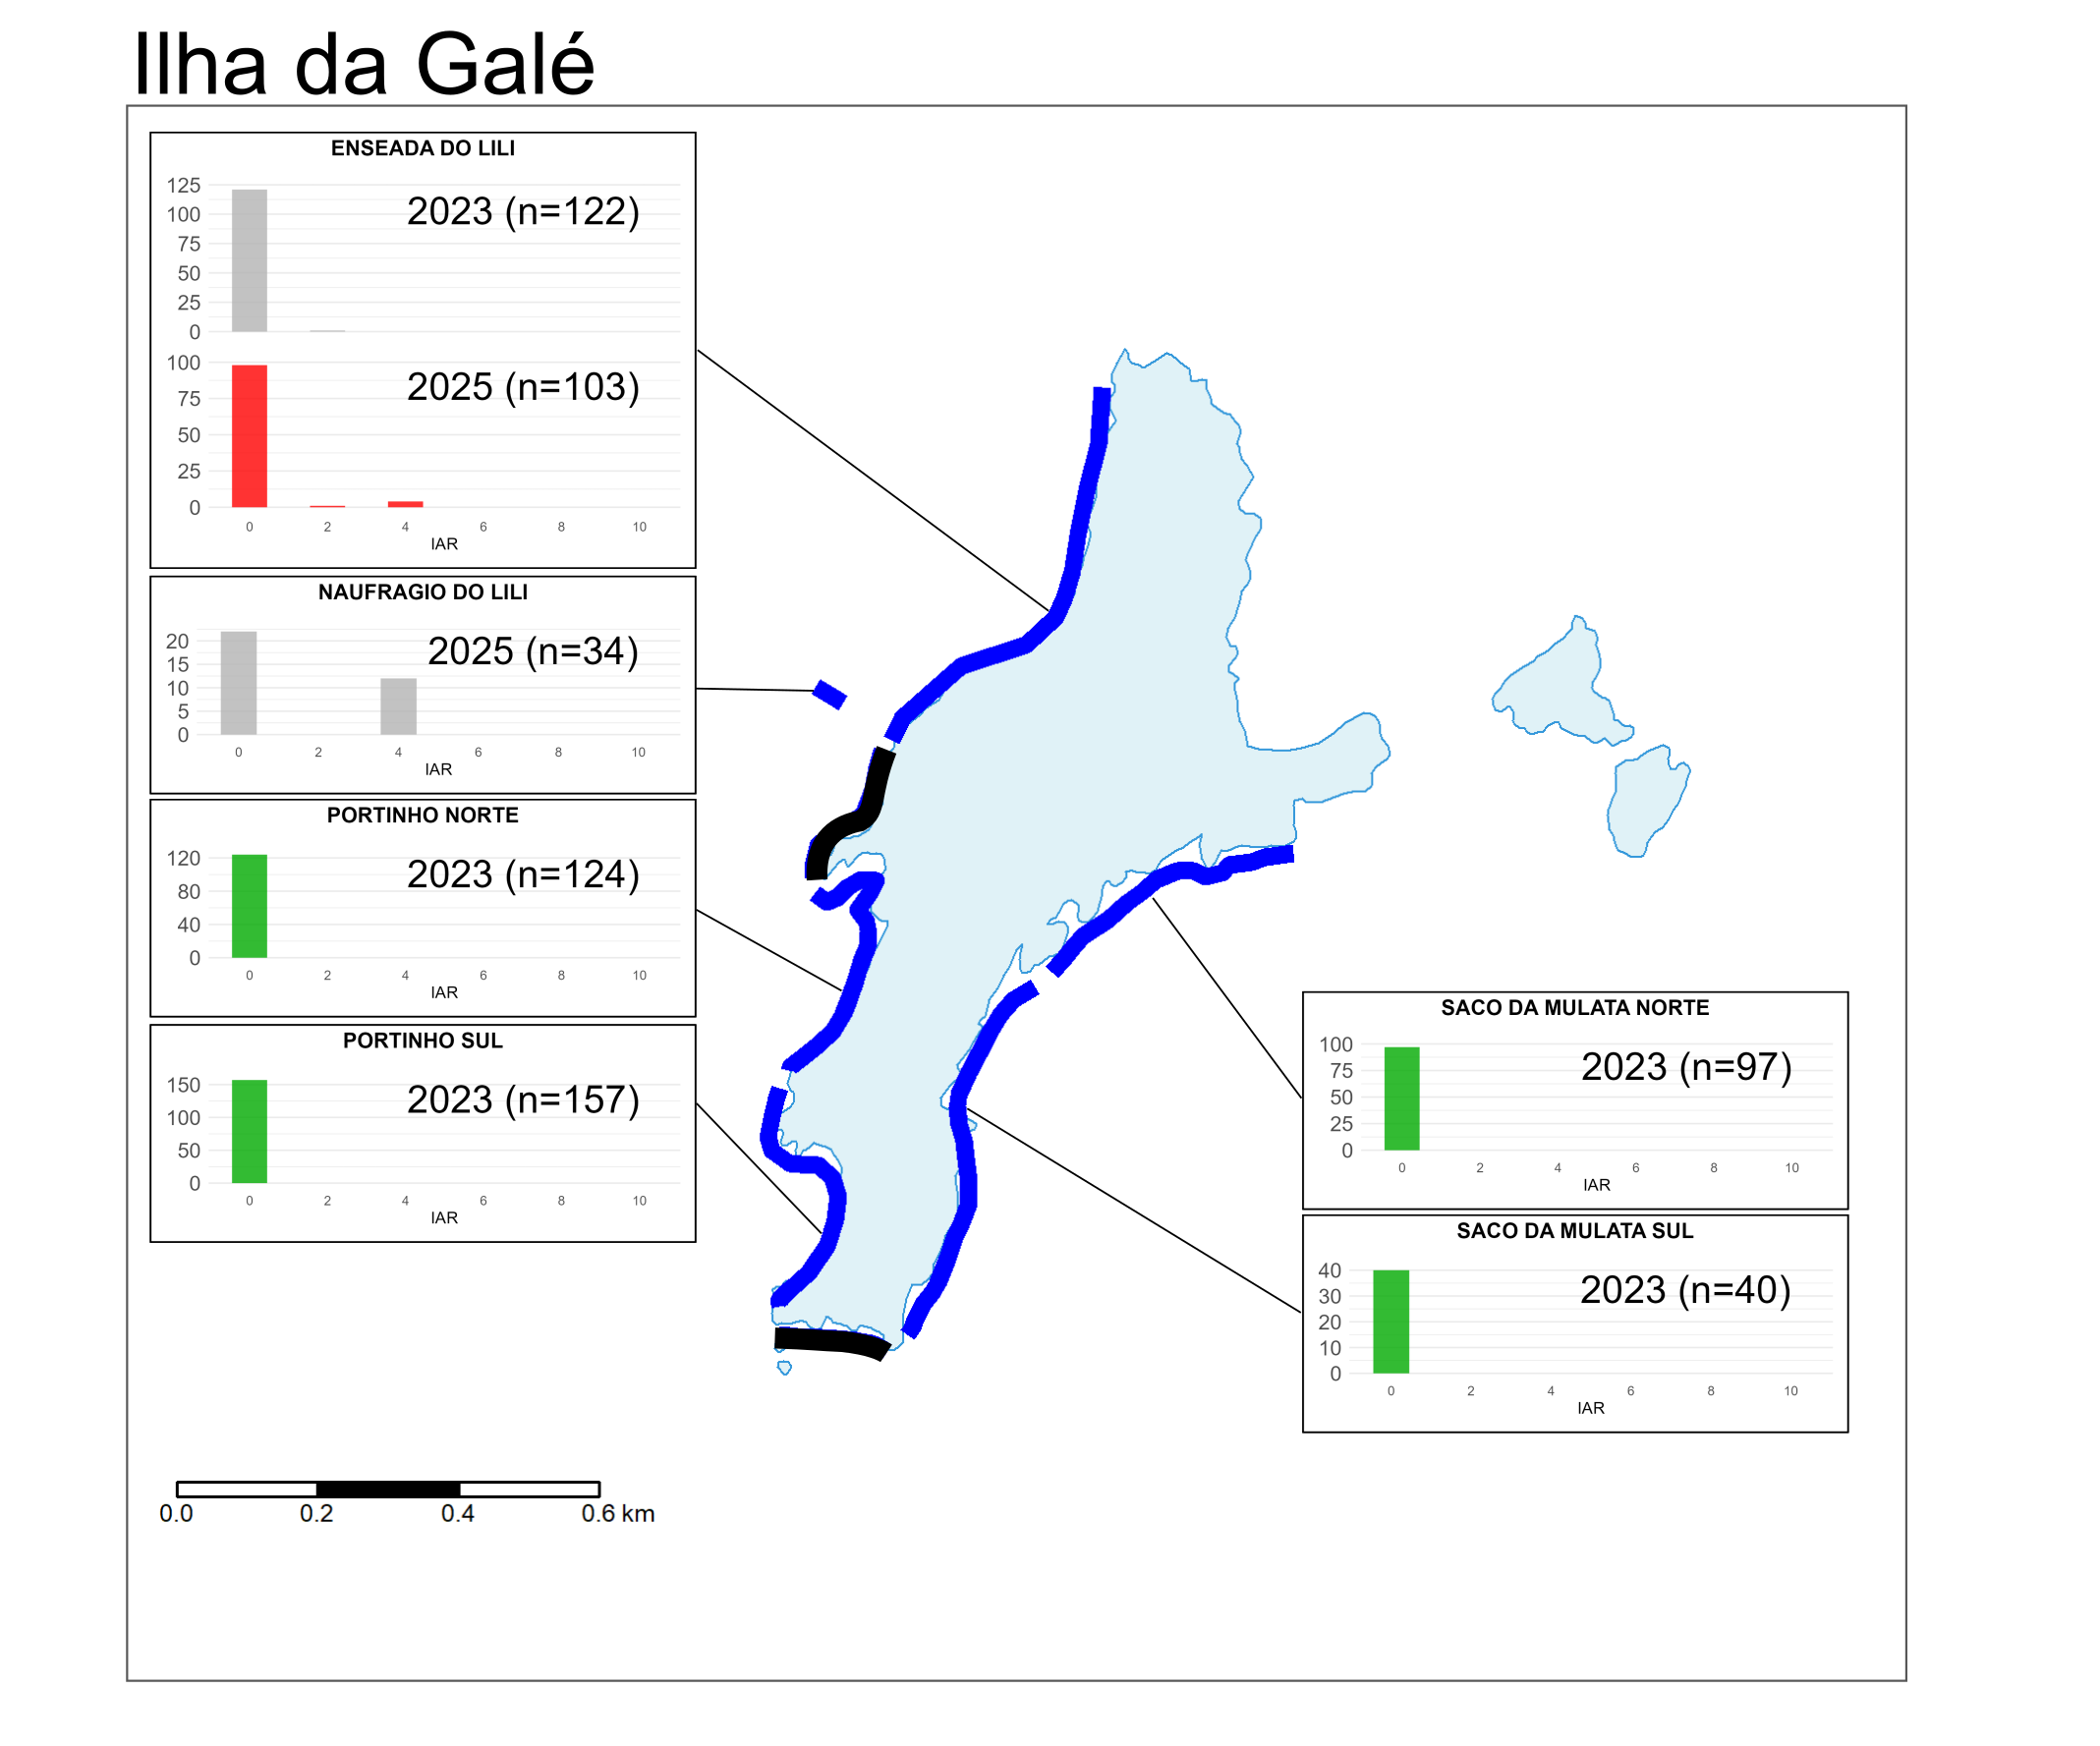 Ilha da Galé
ENSEADA DO LILI
125
100
75
50
25
0
2023 (n=122)
100
75
50
25
0
2025 (n=103)
0 2 4 6 8 10
IAR
NAUFRAGIO DO LILI
20
15
10
5
0
2025 (n=34)
0 2 4 6 8 10
IAR
PORTINHO NORTE
120
80
40
0
2023 (n=124)
0 2 4 6 8 10
IAR
PORTINHO SUL
150
100
50
0
2023 (n=157)
0 2 4 6 8 10
IAR
SACO DA MULATA NORTE
100
75
50
25
0
2023 (n=97)
0 2 4 6 8 10
IAR
SACO DA MULATA SUL
40
30
20
10
0
2023 (n=40)
0 2 4 6 8 10
IAR
0.0 0.2 0.4 0.6 km